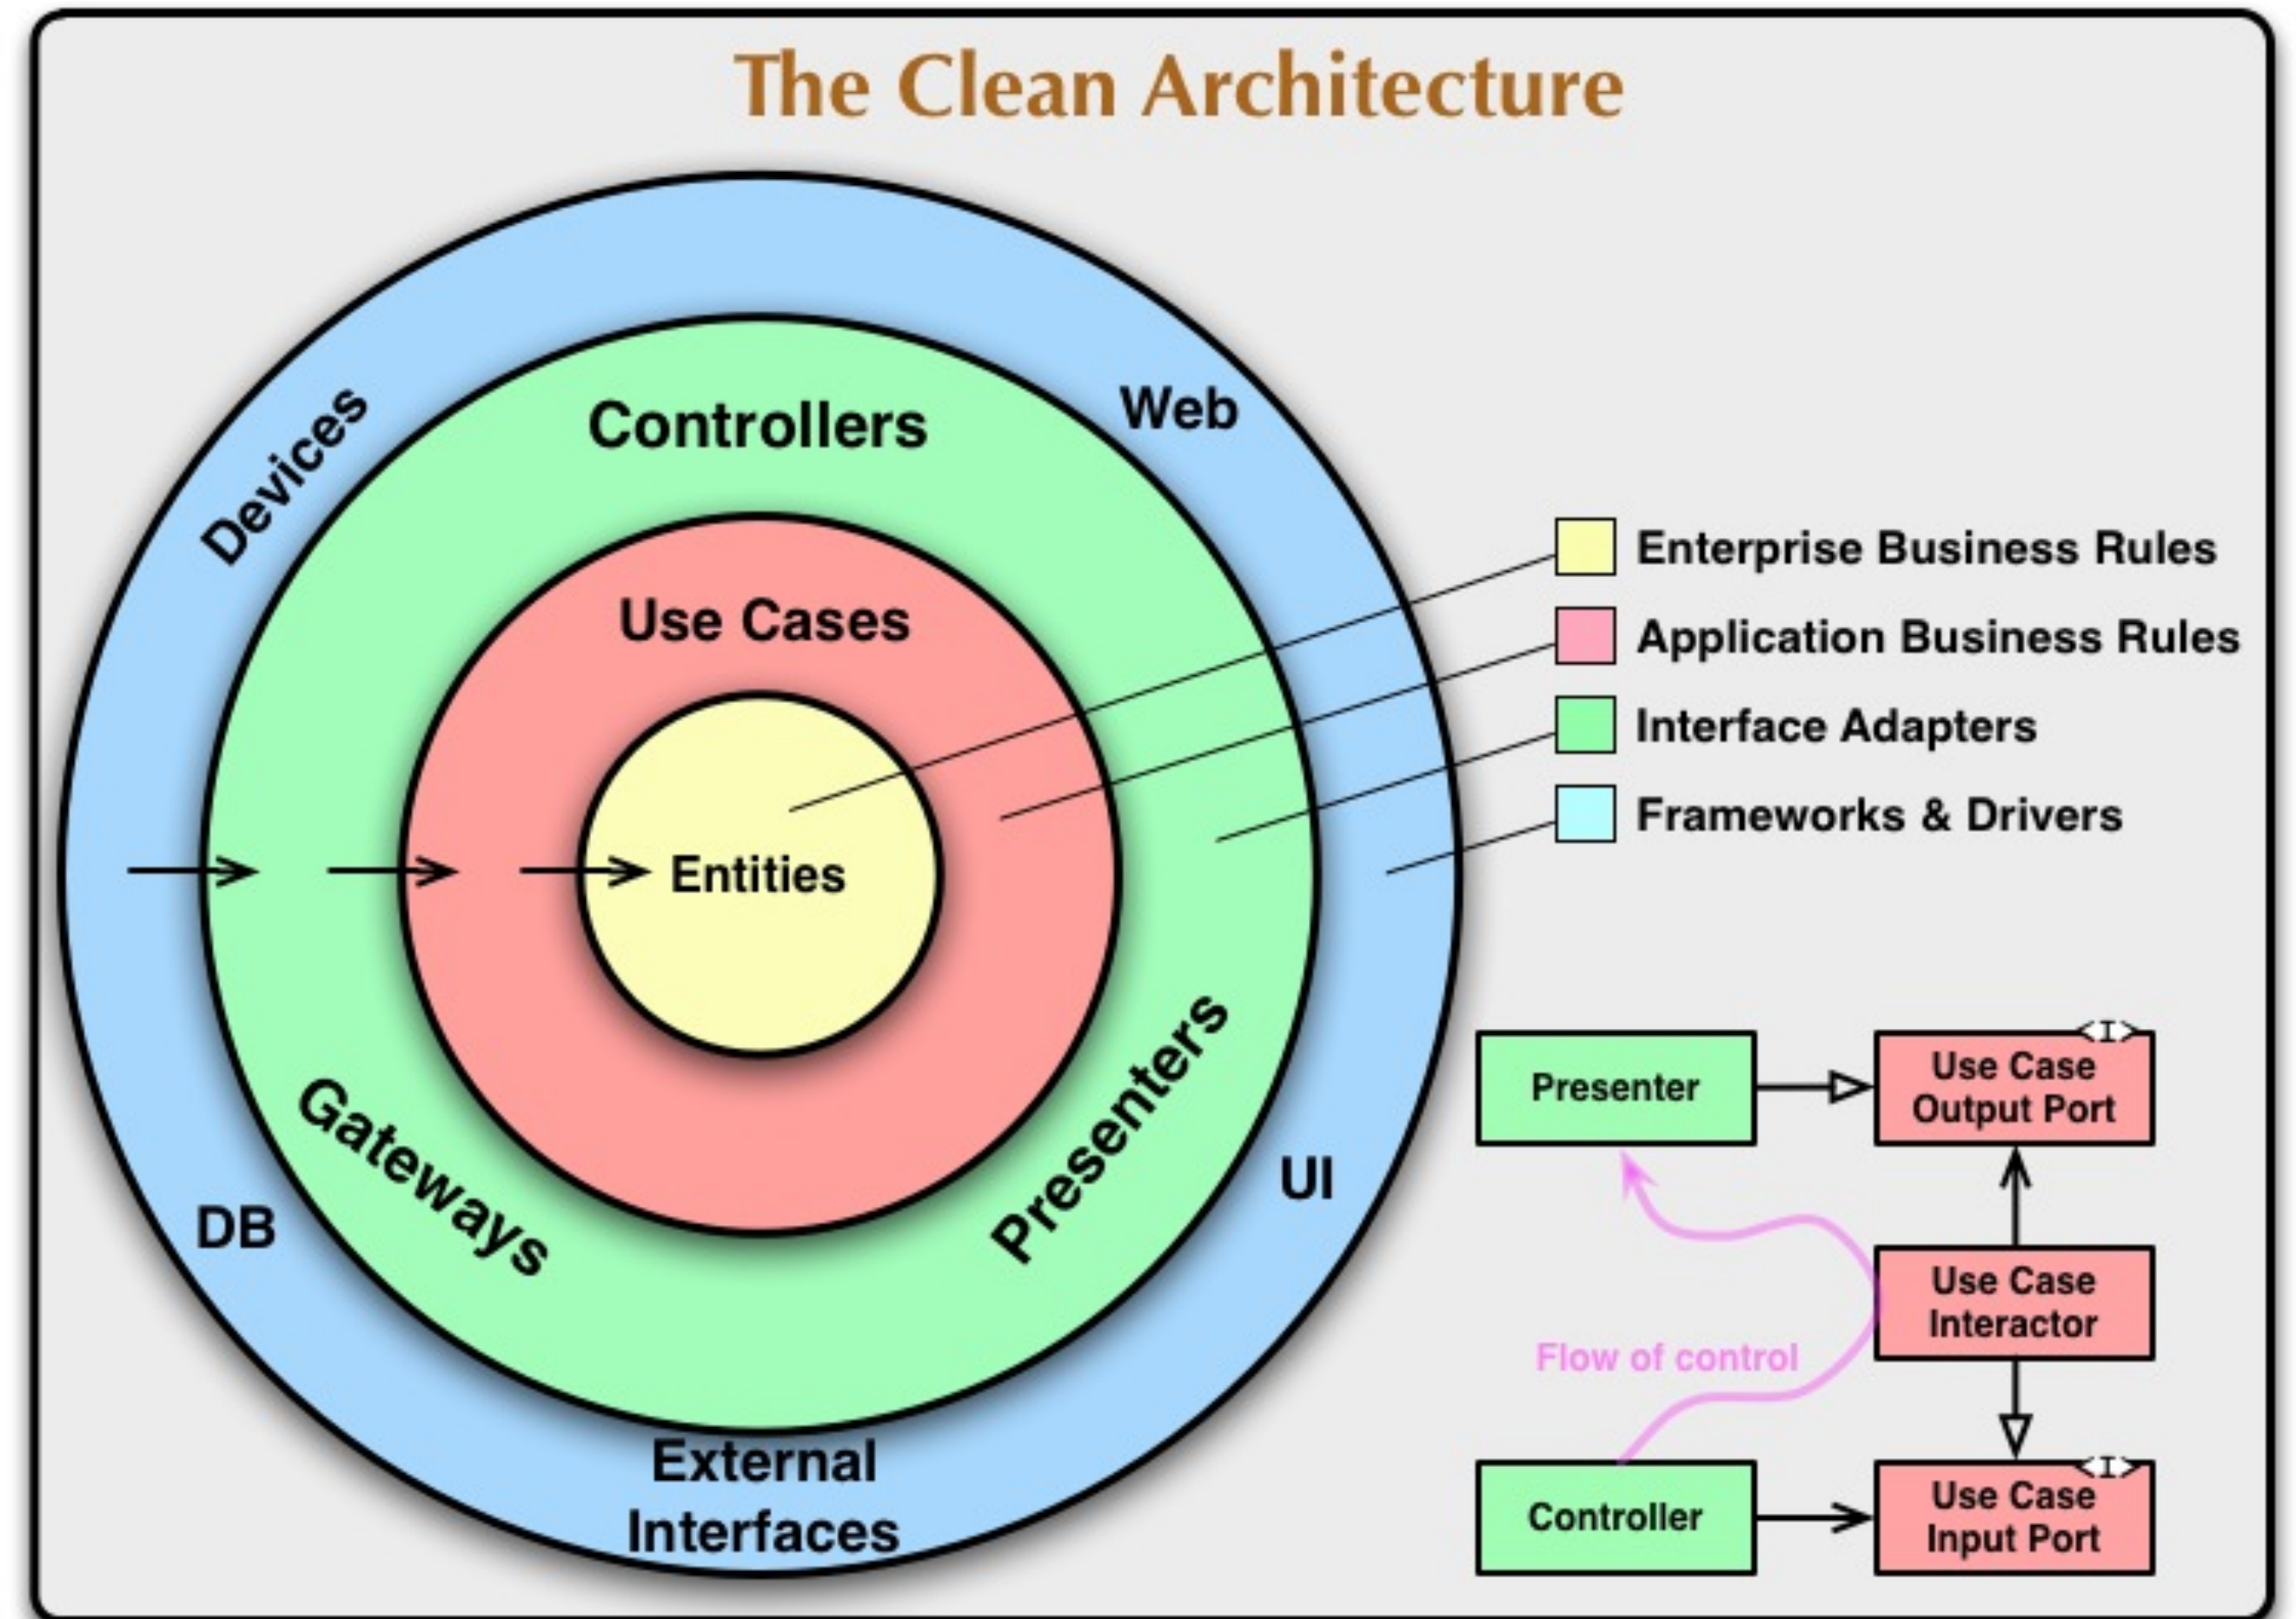 The Clean Architecture
Devices
Web
Controllers
Use Cases
Entities
Gateways
Presenters
DB
UI
External
Interfaces
Enterprise Business Rules
Application Business Rules
Interface Adapters
Frameworks & Drivers
Presenter
<I>
Use Case
Output Port
Use Case
Interactor
Flow of control
Controller
<I>
Use Case
Input Port